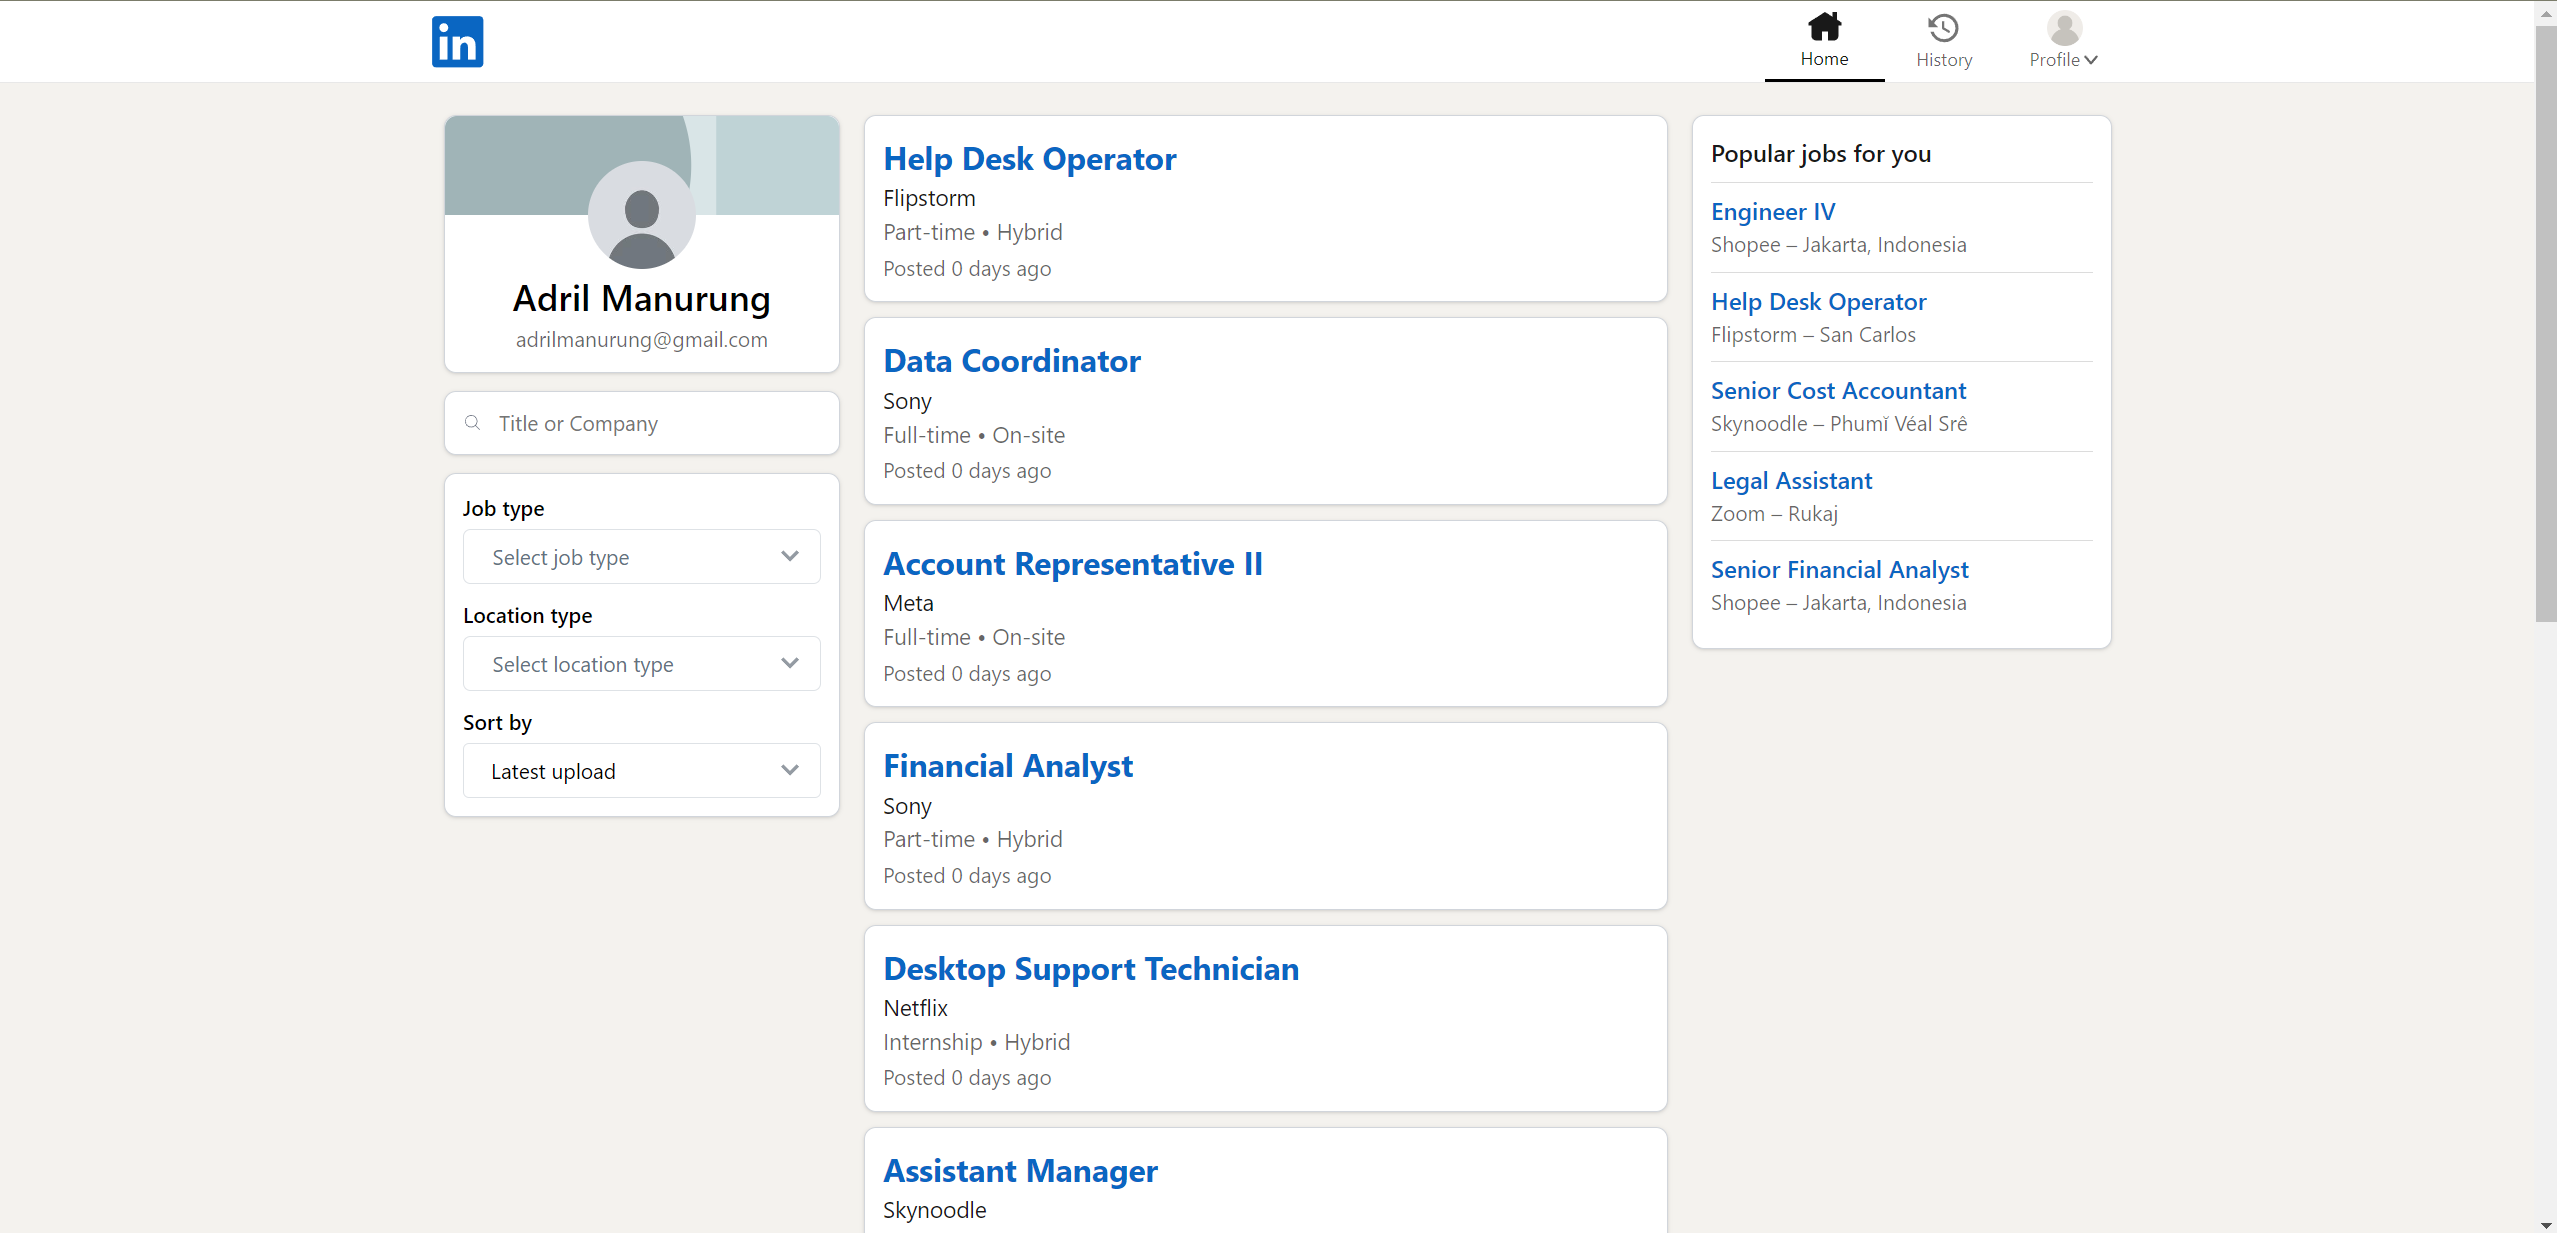 in
Home
History
Profile
Adril Manurung
adrilmanurung@gmail.com
Title or Company
Job type
Select job type
Location type
Select location type
Sort by
Latest upload
Help Desk Operator
Flipstorm
Part-time • Hybrid
Posted 0 days ago
Data Coordinator
Sony
Full-time • On-site
Posted 0 days ago
Account Representative II
Meta
Full-time • On-site
Posted 0 days ago
Financial Analyst
Sony
Part-time • Hybrid
Posted 0 days ago
Desktop Support Technician
Netflix
Internship • Hybrid
Posted 0 days ago
Assistant Manager
Skynoodle
Popular jobs for you
Engineer IV
Shopee – Jakarta, Indonesia
Help Desk Operator
Flipstorm – San Carlos
Senior Cost Accountant
Skynoodle – Phumĭ Véal Srê
Legal Assistant
Zoom – Rukaj
Senior Financial Analyst
Shopee – Jakarta, Indonesia